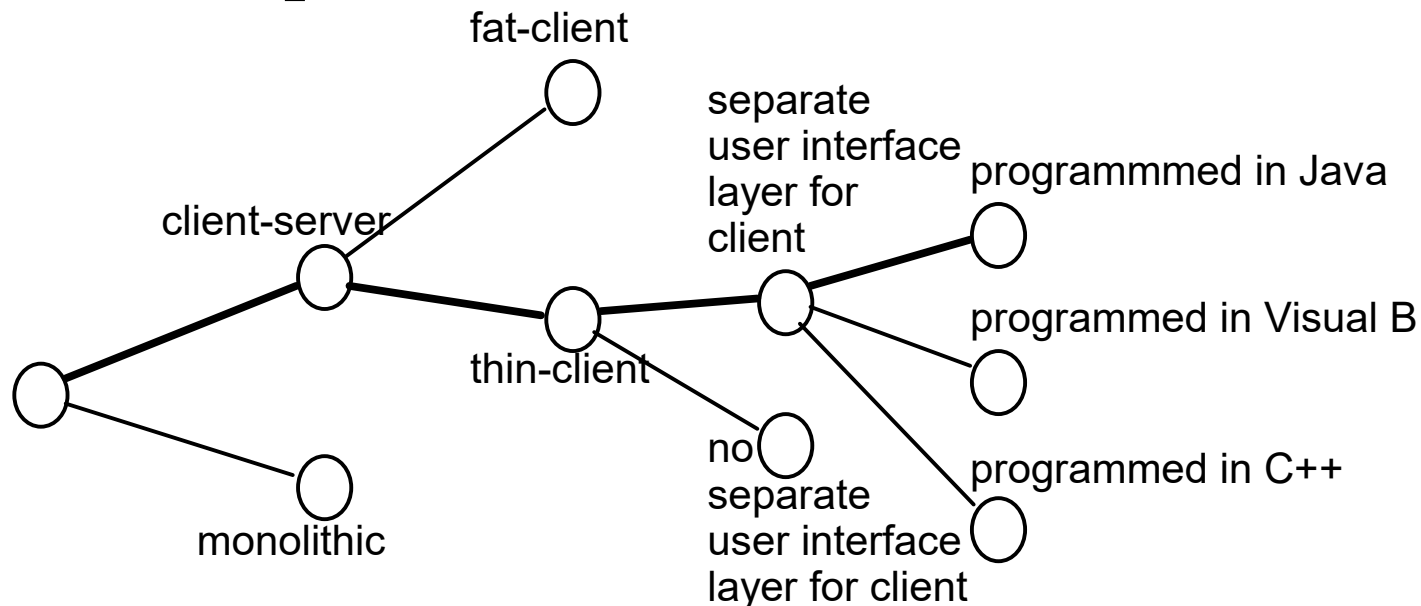 fat-client
separate
user interface
layer for
client
programmmed in Java
client-server
programmed in Visual B
thin-client
no
separate
user interface
layer for client
programmed in C++
monolithic